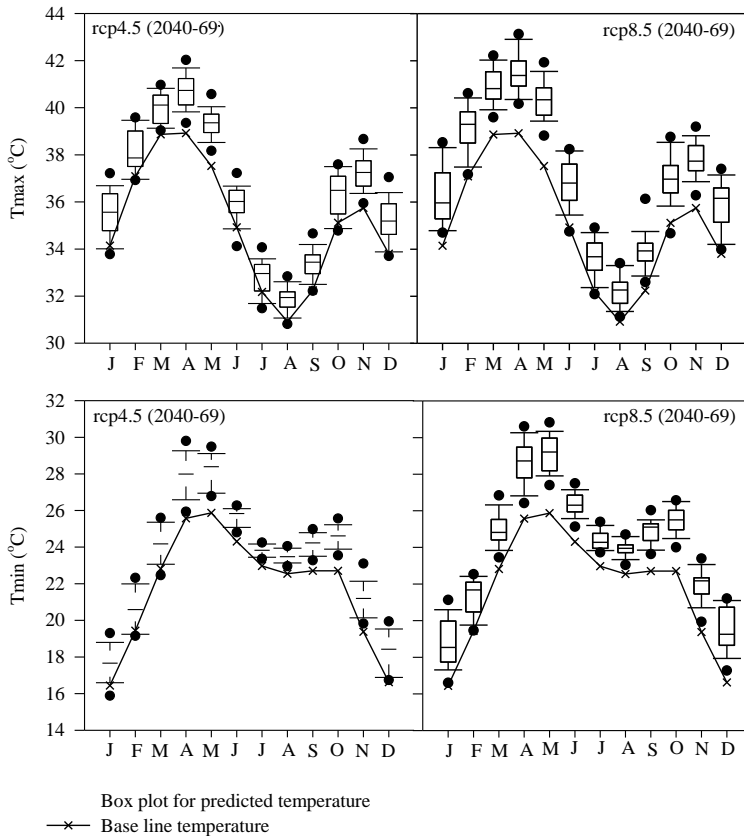 rcp4.5 (2040-69)
rcp8.5 (2040-69)
44
42
40
38
36
34
32
30
Tmax (°C)
J F M A M J J A S O N D
J F M A M J J A S O N D
rcp4.5 (2040-69)
rcp8.5 (2040-69)
32
30
28
26
24
22
20
18
16
14
Tmin (°C)
J F M A M J J A S O N D
J F M A M J J A S O N D
Box plot for predicted temperature
Base line temperature